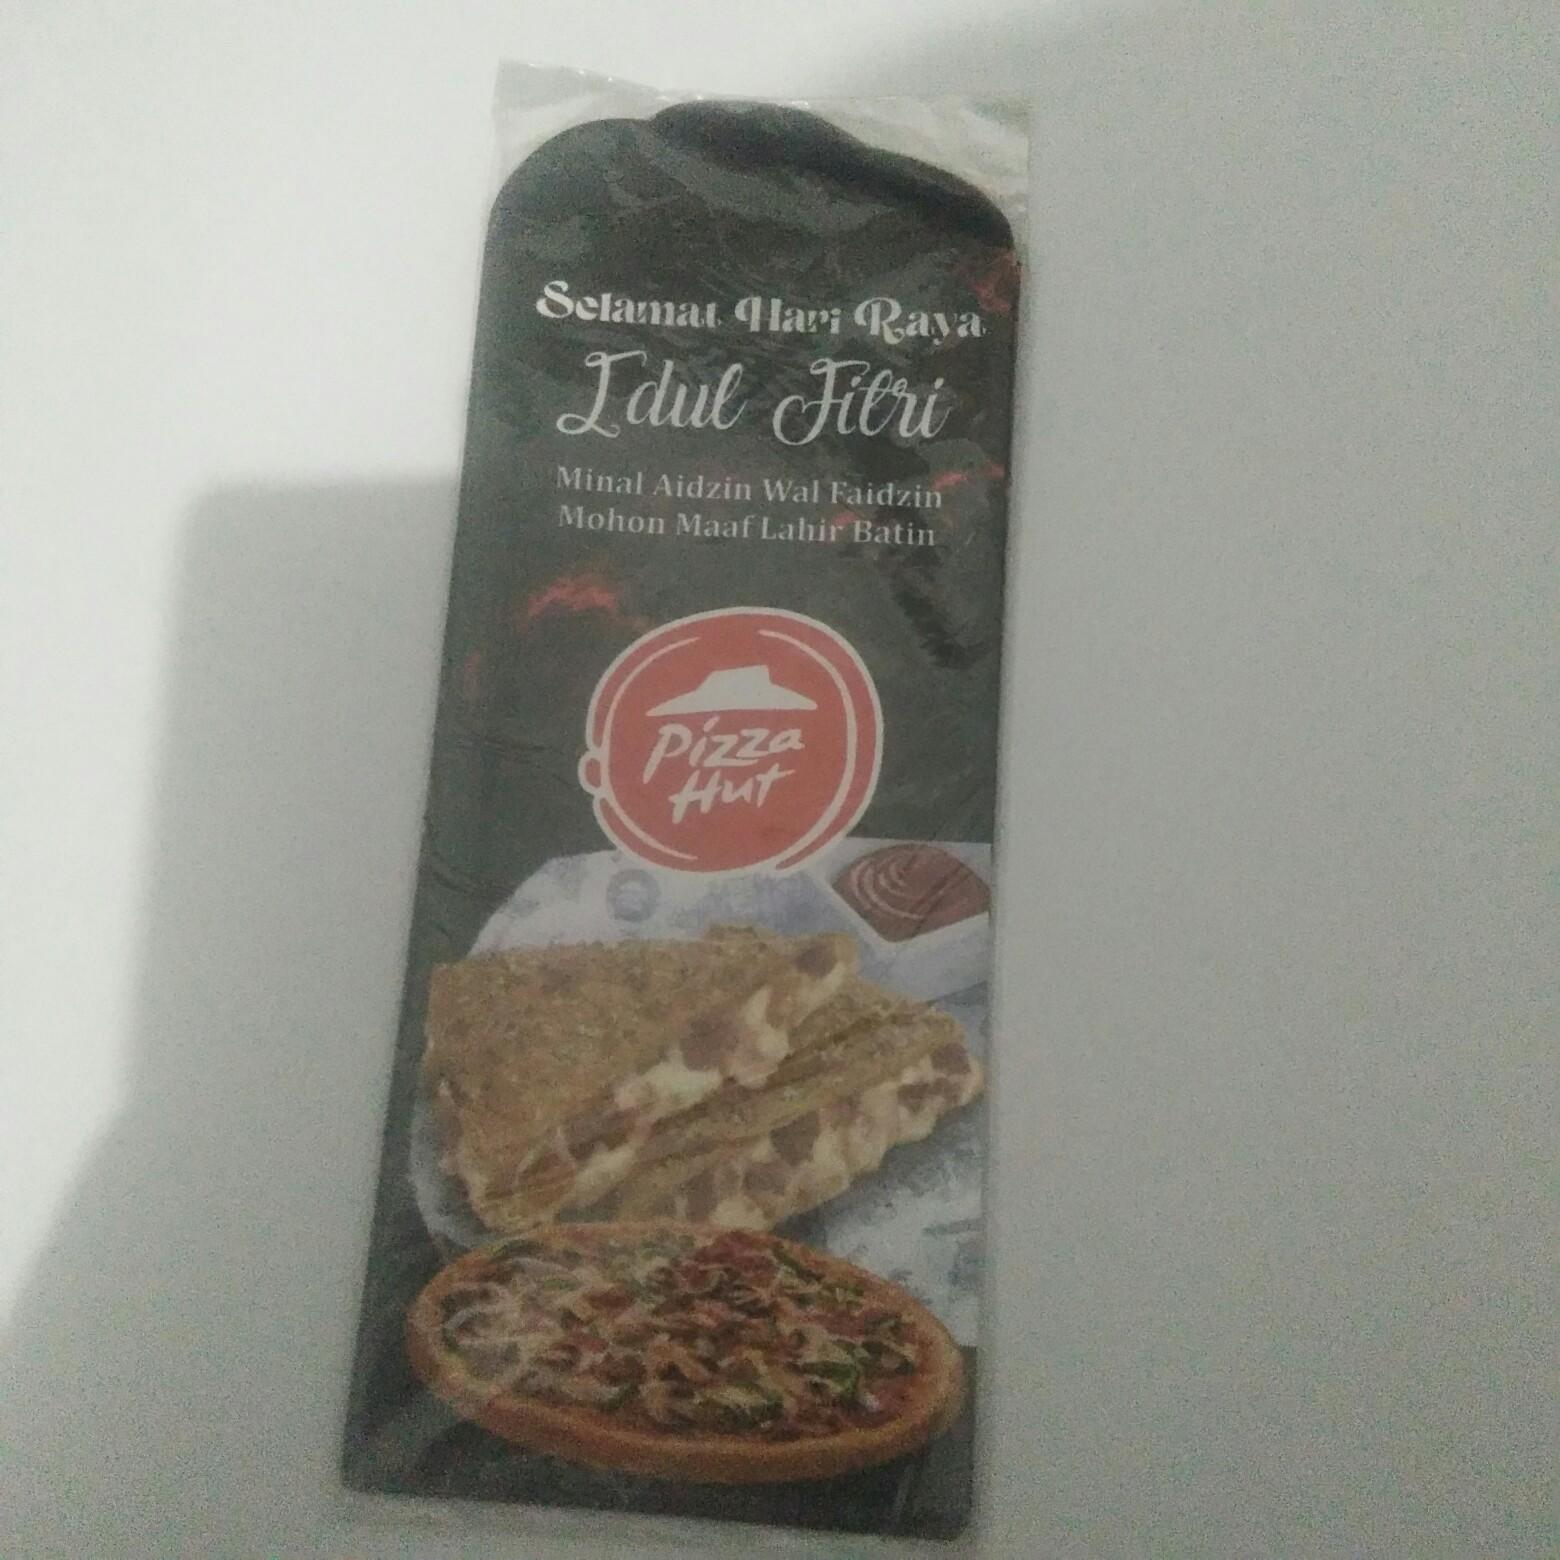 Selamat Hari Raya
Idul Fitri
Minal Aidzin Wal Faidzin
Mohon Maaf Lahir Batin
Pizza
Hut